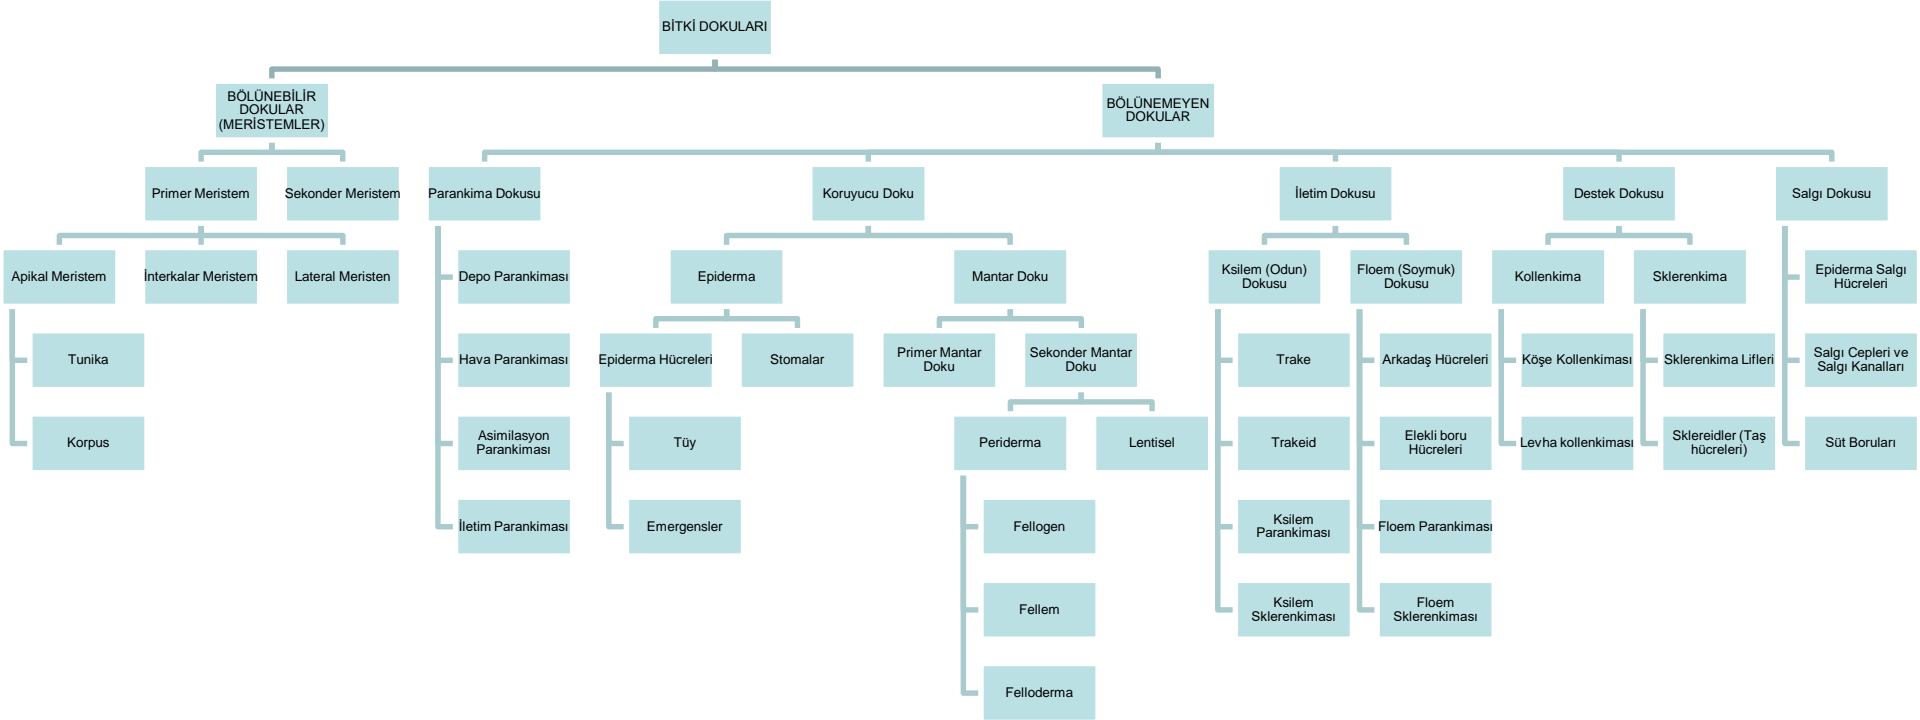 BİTKİ DOKULARI
BÖLÜNEBİLİR
DOKULAR
(MERİSTEMLER)
BÖLÜNEMEYEN
DOKULAR
Primer Meristem
Sekonder Meristem
Parankima Dokusu
Koruyucu Doku
İletim Dokusu
Destek Dokusu
Salgı Dokusu
Apikal Meristem
İnterkalar Meristem
Lateral Meristen
Depo Parankiması
Epiderma
Mantar Doku
Ksilem (Odun)
Dokusu
Floem (Soymuk)
Dokusu
Kollenkima
Sklerenkima
Epiderma Salgı
Hücreleri
Tunika
Hava Parankiması
Epiderma Hücreleri
Stomalar
Primer Mantar
Doku
Sekonder Mantar
Doku
Trake
Arkadaş Hücreleri
Köşe Kollenkiması
Sklerenkima Lifleri
Salgı Cepleri ve
Salgı Kanalları
Korpus
Asimilasyon
Parankiması
Tüy
Periderma
Lentisel
Trakeid
Elekli boru
Hücreleri
Levha kollenkiması
Sklereidler (Taş
hücreleri)
Süt Boruları
İletim Parankiması
Emergensler
Fellogen
Ksilem
Parankiması
Floem Parankiması
Fellem
Ksilem
Sklerenkiması
Floem
Sklerenkiması
Felloderma